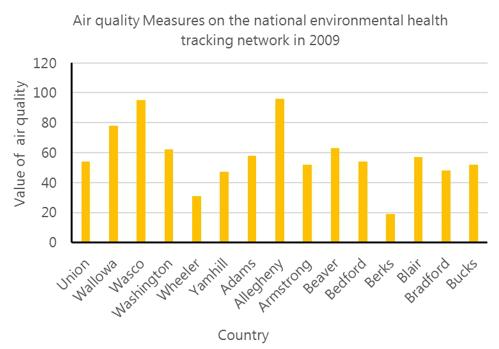 Air quality Measures on the national environmental health
tracking network in 2009
Value of air quality
120
100
80
60
40
20
0
Union
Wallowa
Wasco
Washington
Wheeler
Yamhill
Adams
Allegheny
Armstrong
Beaver
Bedford
Berks
Blair
Bradford
Bucks
Country